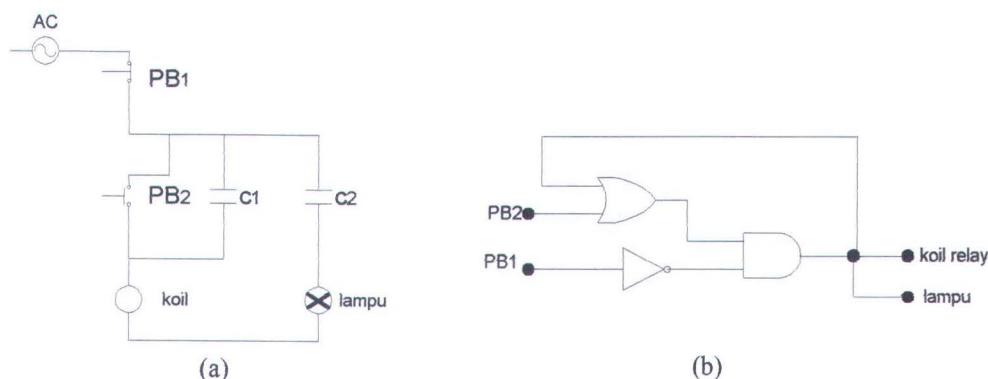 AC
PB1
PB2
C1
C2
koil
lampu
(a)
PB2
PB1
koil relay
lampu
(b)